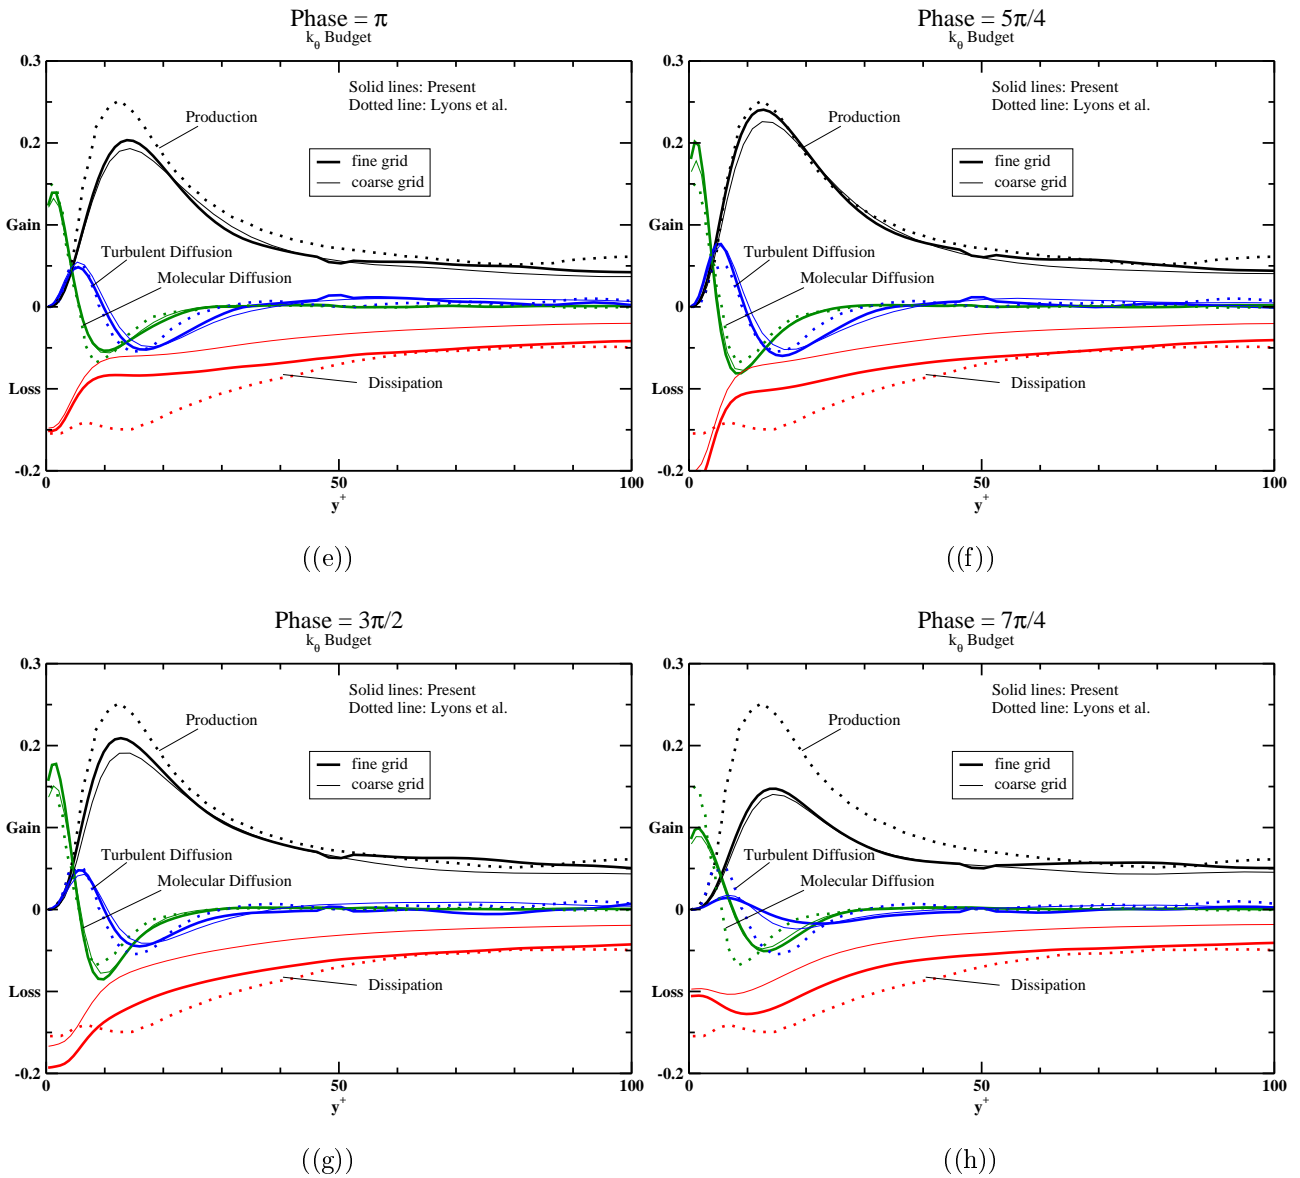 Phase = π
kθ Budget
0.3
Solid lines: Present
Dotted line: Lyons et al.
Production
0.2
fine grid
coarse grid
Gain
Turbulent Diffusion
Molecular Diffusion
0
Dissipation
Loss
-0.2
0
50
100
y+
((e))
Phase = 5π/4
kθ Budget
0.3
Solid lines: Present
Dotted line: Lyons et al.
Production
0.2
fine grid
coarse grid
Gain
Turbulent Diffusion
Molecular Diffusion
0
Dissipation
Loss
-0.2
0
50
100
y+
((f))
Phase = 3π/2
kθ Budget
0.3
Solid lines: Present
Dotted line: Lyons et al.
Production
0.2
fine grid
coarse grid
Gain
Turbulent Diffusion
Molecular Diffusion
0
Dissipation
Loss
-0.2
0
50
100
y+
((g))
Phase = 7π/4
kθ Budget
0.3
Solid lines: Present
Dotted line: Lyons et al.
Production
0.2
fine grid
coarse grid
Gain
Turbulent Diffusion
Molecular Diffusion
0
Dissipation
Loss
-0.2
0
50
100
y+
((h))